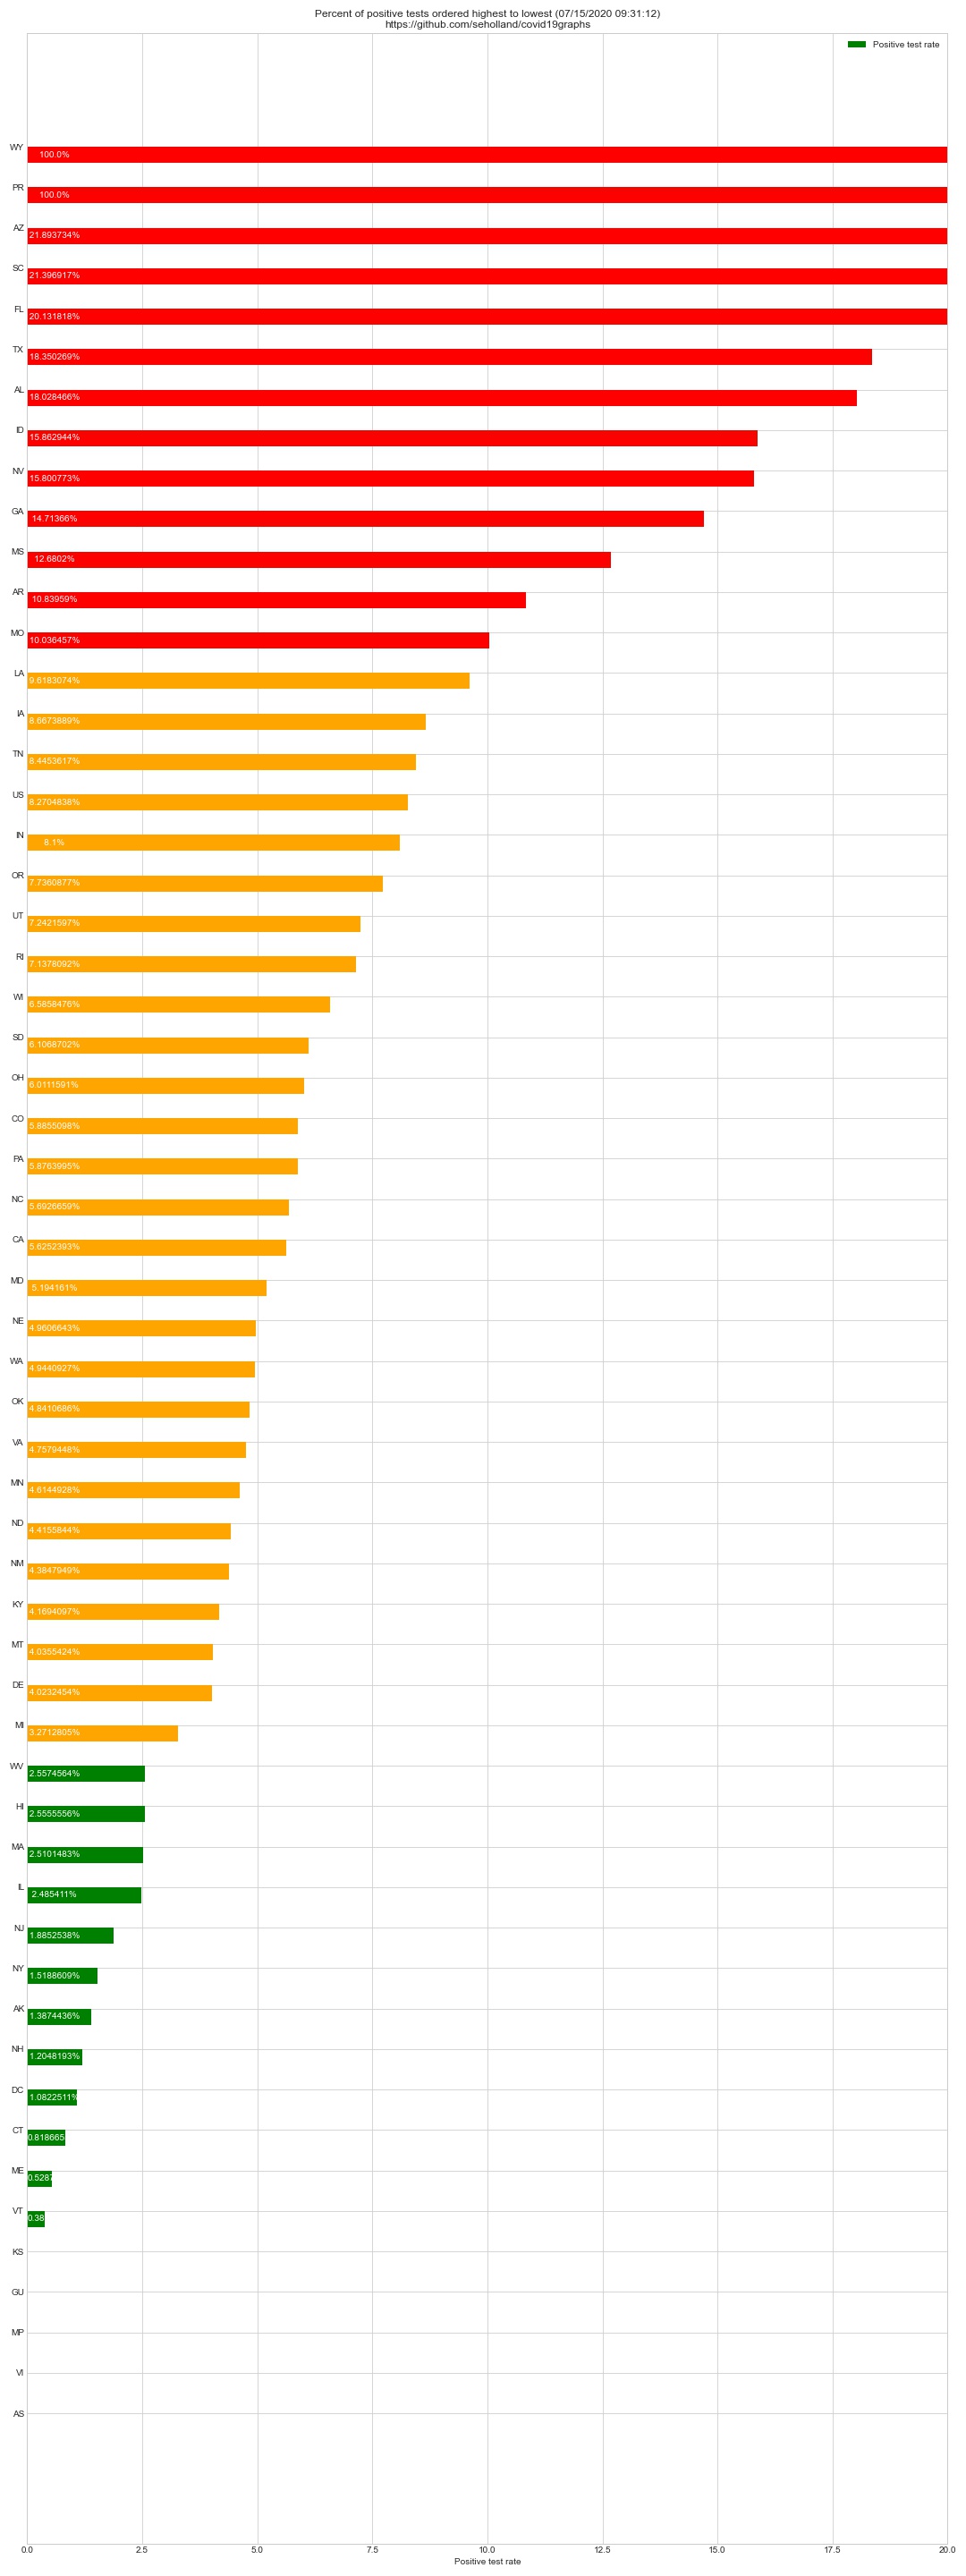 Percent of positive tests ordered highest to lowest (07/15/2020 09:31:12)
https://github.com/seholland/covid19graphs
Positive test rate
WY 100.0%
PR 100.0%
AZ 21.893734%
SC 21.396917%
FL 20.131818%
TX 18.350269%
AL 18.028466%
ID 15.862944%
NV 15.800773%
GA 14.71366%
MS 12.6802%
AR 10.83959%
MO 10.036457%
LA 9.6183074%
IA 8.6673889%
TN 8.4453617%
US 8.2704838%
IN 8.1%
OR 7.7360877%
UT 7.2421597%
RI 7.1378092%
WI 6.5858476%
SD 6.1068702%
OH 6.0111591%
CO 5.8855098%
PA 5.8763995%
NC 5.6926659%
CA 5.6252393%
MD 5.194161%
NE 4.9606643%
WA 4.9440927%
OK 4.8410686%
VA 4.7579448%
MN 4.6144928%
ND 4.4155844%
NM 4.3847949%
KY 4.1694097%
MT 4.0355424%
DE 4.0232454%
MI 3.2712805%
WV 2.5574564%
HI 2.5555556%
MA 2.5101483%
IL 2.485411%
NJ 1.8852538%
NY 1.5188609%
AK 1.3874436%
NH 1.2048193%
DC 1.0822511%
CT 0.818665
ME 0.528
VT 0.38
KS
GU
MP
VI
AS
0.0 2.5 5.0 7.5 10.0 12.5 15.0 17.5 20.0
Positive test rate